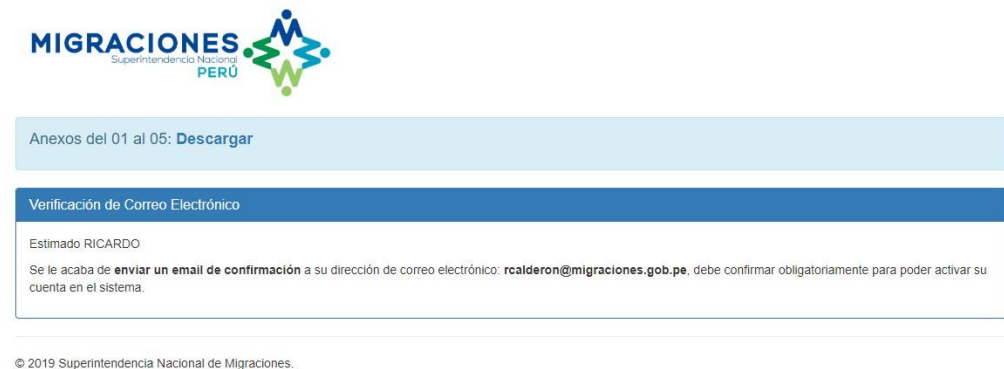 MIGRACIONES
Superintendencia Nacional
PERÚ
Anexos del 01 al 05: Descargar
Verificación de Correo Electrónico
Estimado RICARDO
Se le acaba de enviar un email de confirmación a su dirección de correo electrónico: rcalderon@migraciones.gob.pe, debe confirmar obligatoriamente para poder activar su
cuenta en el sistema.
© 2019 Superintendencia Nacional de Migraciones.